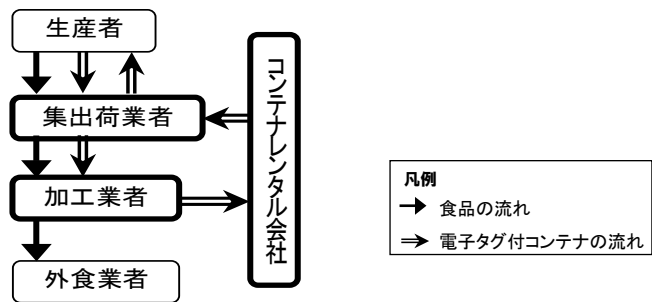 生産者
集出荷業者
加工業者
外食業者
コンテナレンタル会社
凡例
食品の流れ
電子タグ付コンテナの流れ